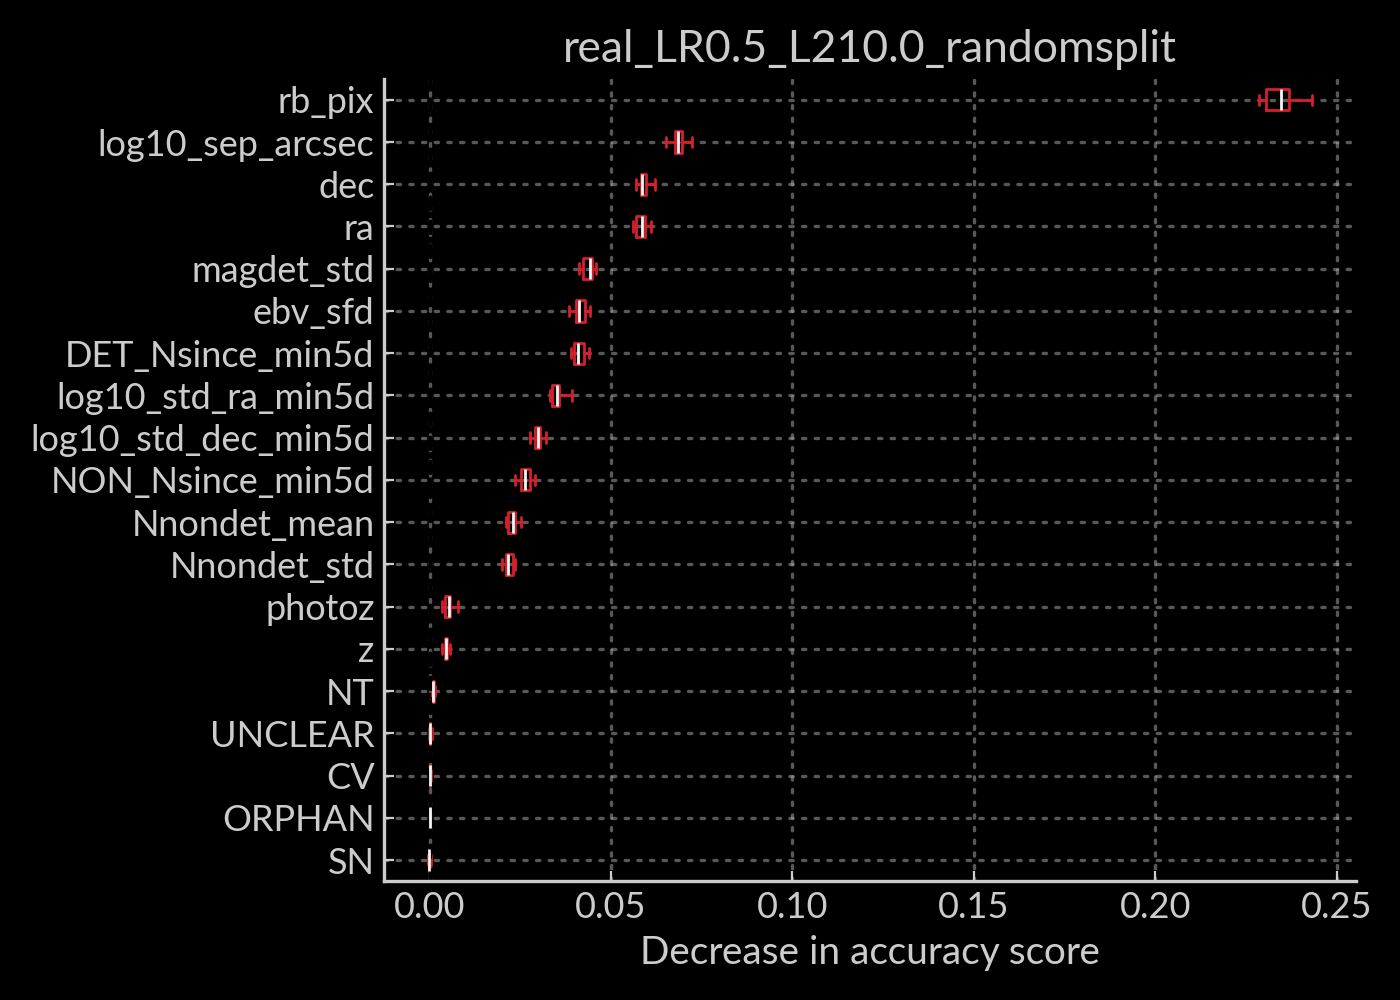 real_LR0.5_L210.0_randomsplit
rb_pix
log10_sep_arcsec
dec
ra
magdet_std
ebv_sfd
DET_Nsince_min5d
log10_std_ra_min5d
log10_std_dec_min5d
NON_Nsince_min5d
Nnondet_mean
Nnondet_std
photoz
z
NT
UNCLEAR
CV
ORPHAN
SN
0.00 0.05 0.10 0.15 0.20 0.25
Decrease in accuracy score